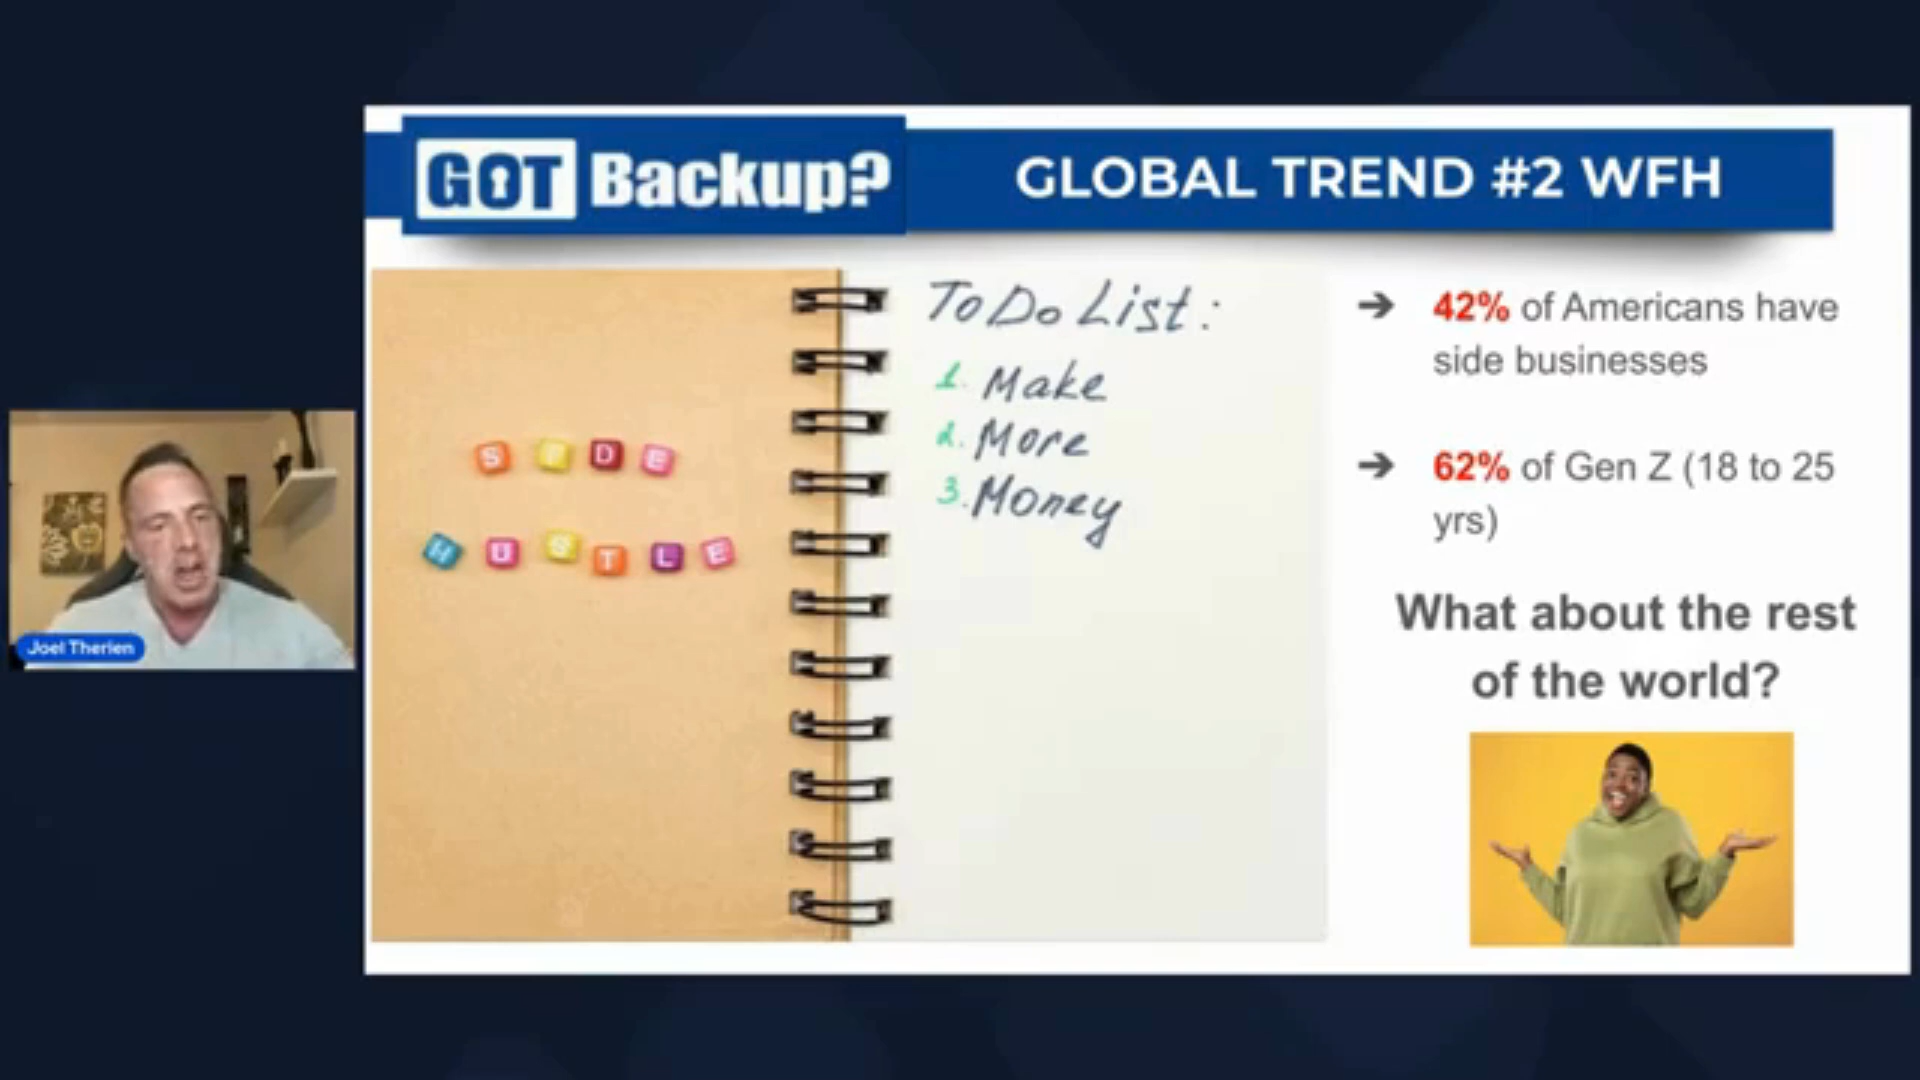 GOT Backup?
GLOBAL TREND #2 WFH
SIDE
HUSTLE
To Do List:
1. Make
2. More
3. Money
➔ 42% of Americans have
side businesses
➔ 62% of Gen Z (18 to 25
yrs)
What about the rest
of the world?
Joel Therien